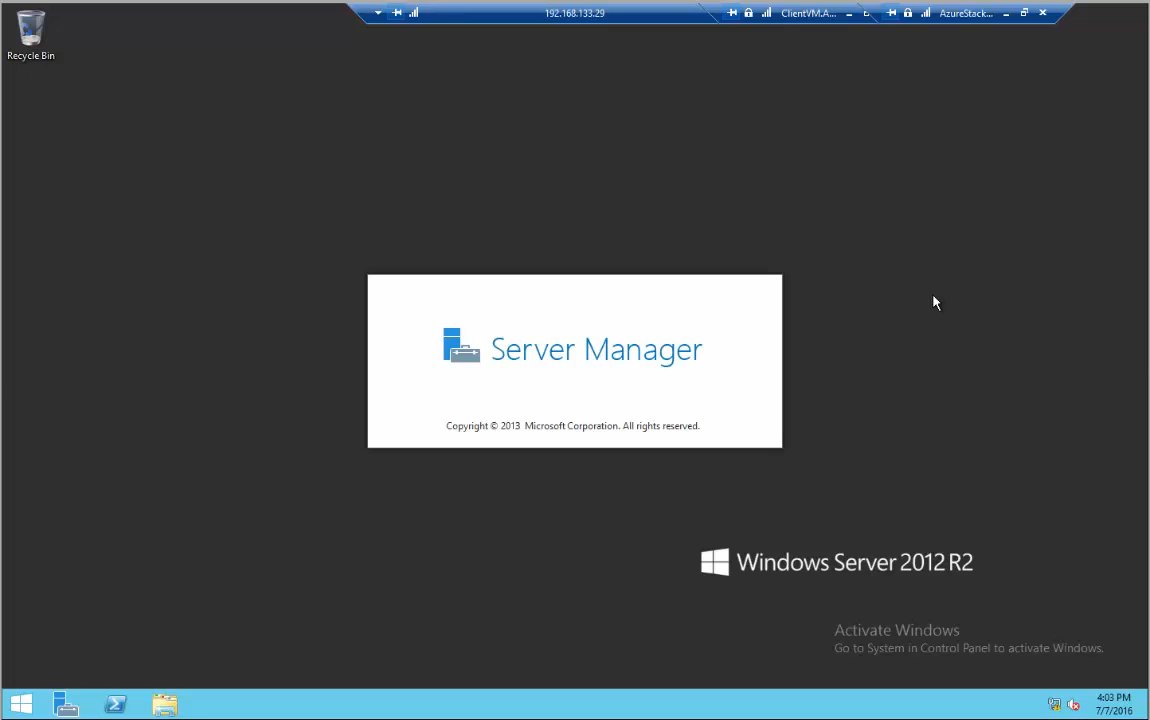 192.168.133.29
ClientVM.A...
AzureStack...
Recycle Bin
Server Manager
Copyright © 2013 Microsoft Corporation. All rights reserved.
Windows Server 2012 R2
Activate Windows
Go to System in Control Panel to activate Windows.
4:03 PM
7/7/2016